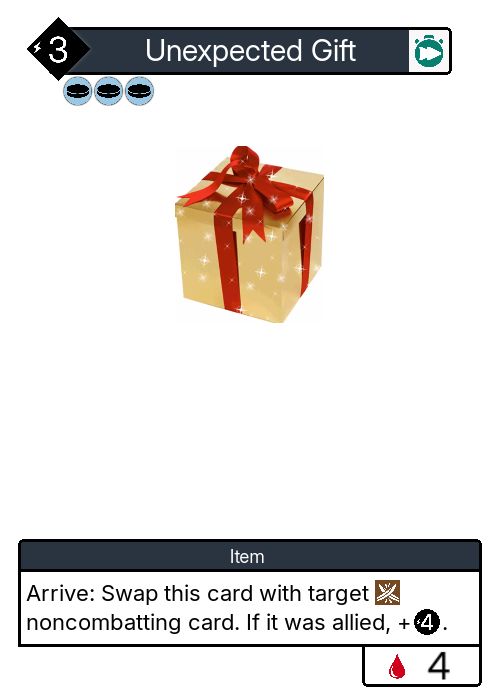 3
Unexpected Gift
Item
Arrive: Swap this card with target
noncombatting card. If it was allied, +4.
4